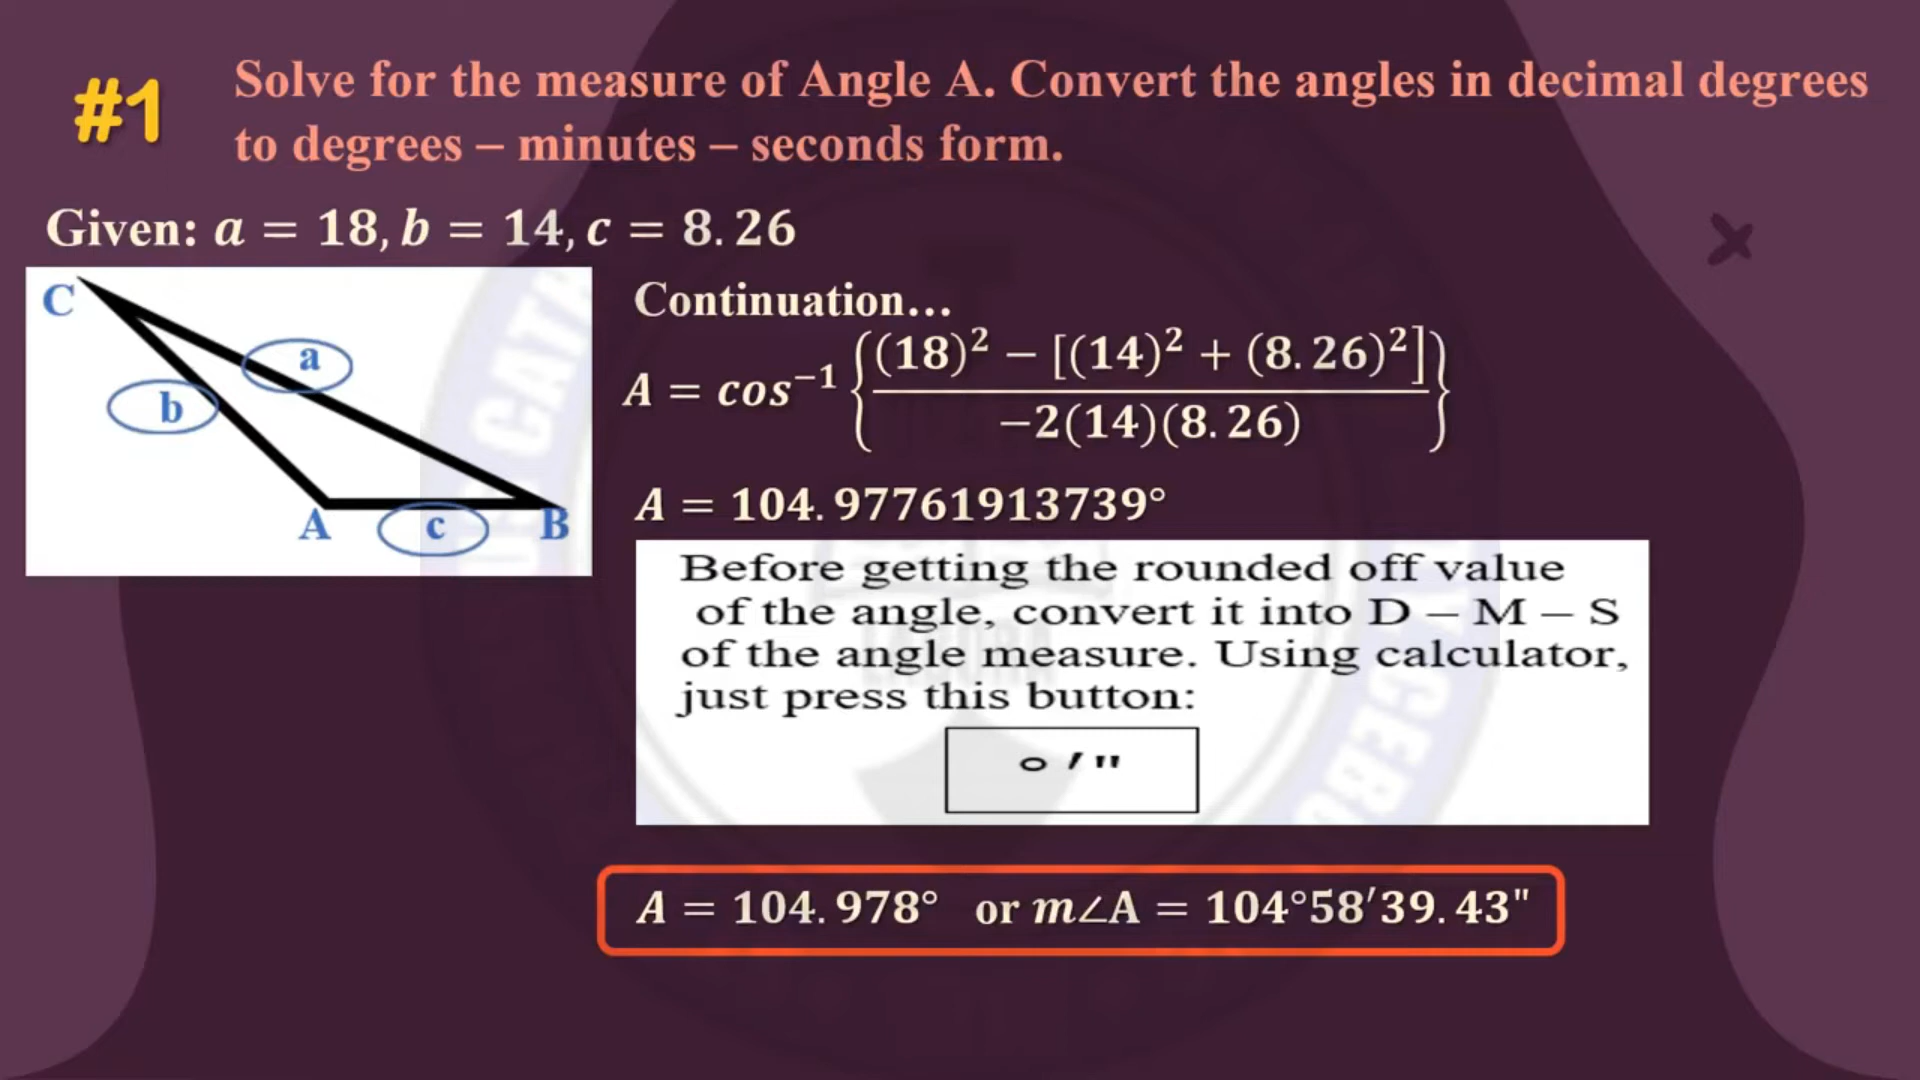 #1
Solve for the measure of Angle A. Convert the angles in decimal degrees
to degrees – minutes – seconds form.
Given: a = 18, b = 14, c = 8.26
C
a
b
A
c
B
Continuation...
A = cos⁻¹ {((18)² − [(14)² + (8.26)²]) / (−2(14)(8.26))}
A = 104.97761913739°
Before getting the rounded off value
of the angle, convert it into D – M – S
of the angle measure. Using calculator,
just press this button:
° ′ "
A = 104.978° or m∠A = 104°58′39.43"